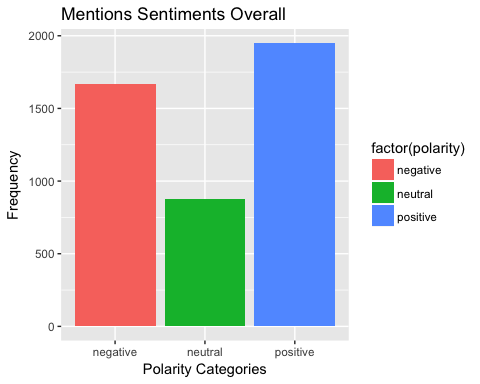 Mentions Sentiments Overall
2000
1500
1000
500
0
Frequency
negative neutral positive
Polarity Categories
factor(polarity)
negative
neutral
positive